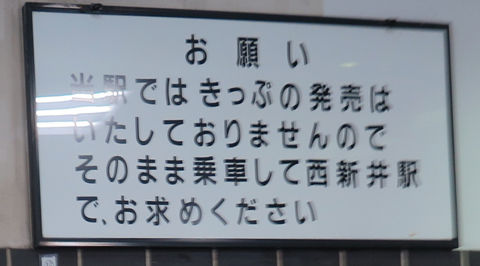 お願い
当駅ではきっぷの発売は
いたしておりませんので
そのまま乗車して西新井駅
で、お求めください